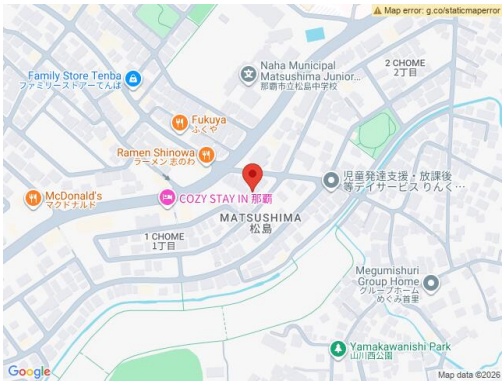 Map error: g.co/staticmaperror
2 CHOME
2丁目
Naha Municipal
Matsushima Junior...
那覇市立松島中学校
Family Store Tenba
ファミリーストアーてんば
Fukuya
ふくや
Ramen Shinowa
ラーメン 志のわ
児童発達支援・放課後
等デイサービス りんく…
McDonald's
マクドナルド
COZY STAY IN 那覇
MATSUSHIMA
松島
1 CHOME
1丁目
Megumishuri
Group Home
グループホーム
めぐみ首里
Yamakawanishi Park
山川西公園
Google
Map data ©2026